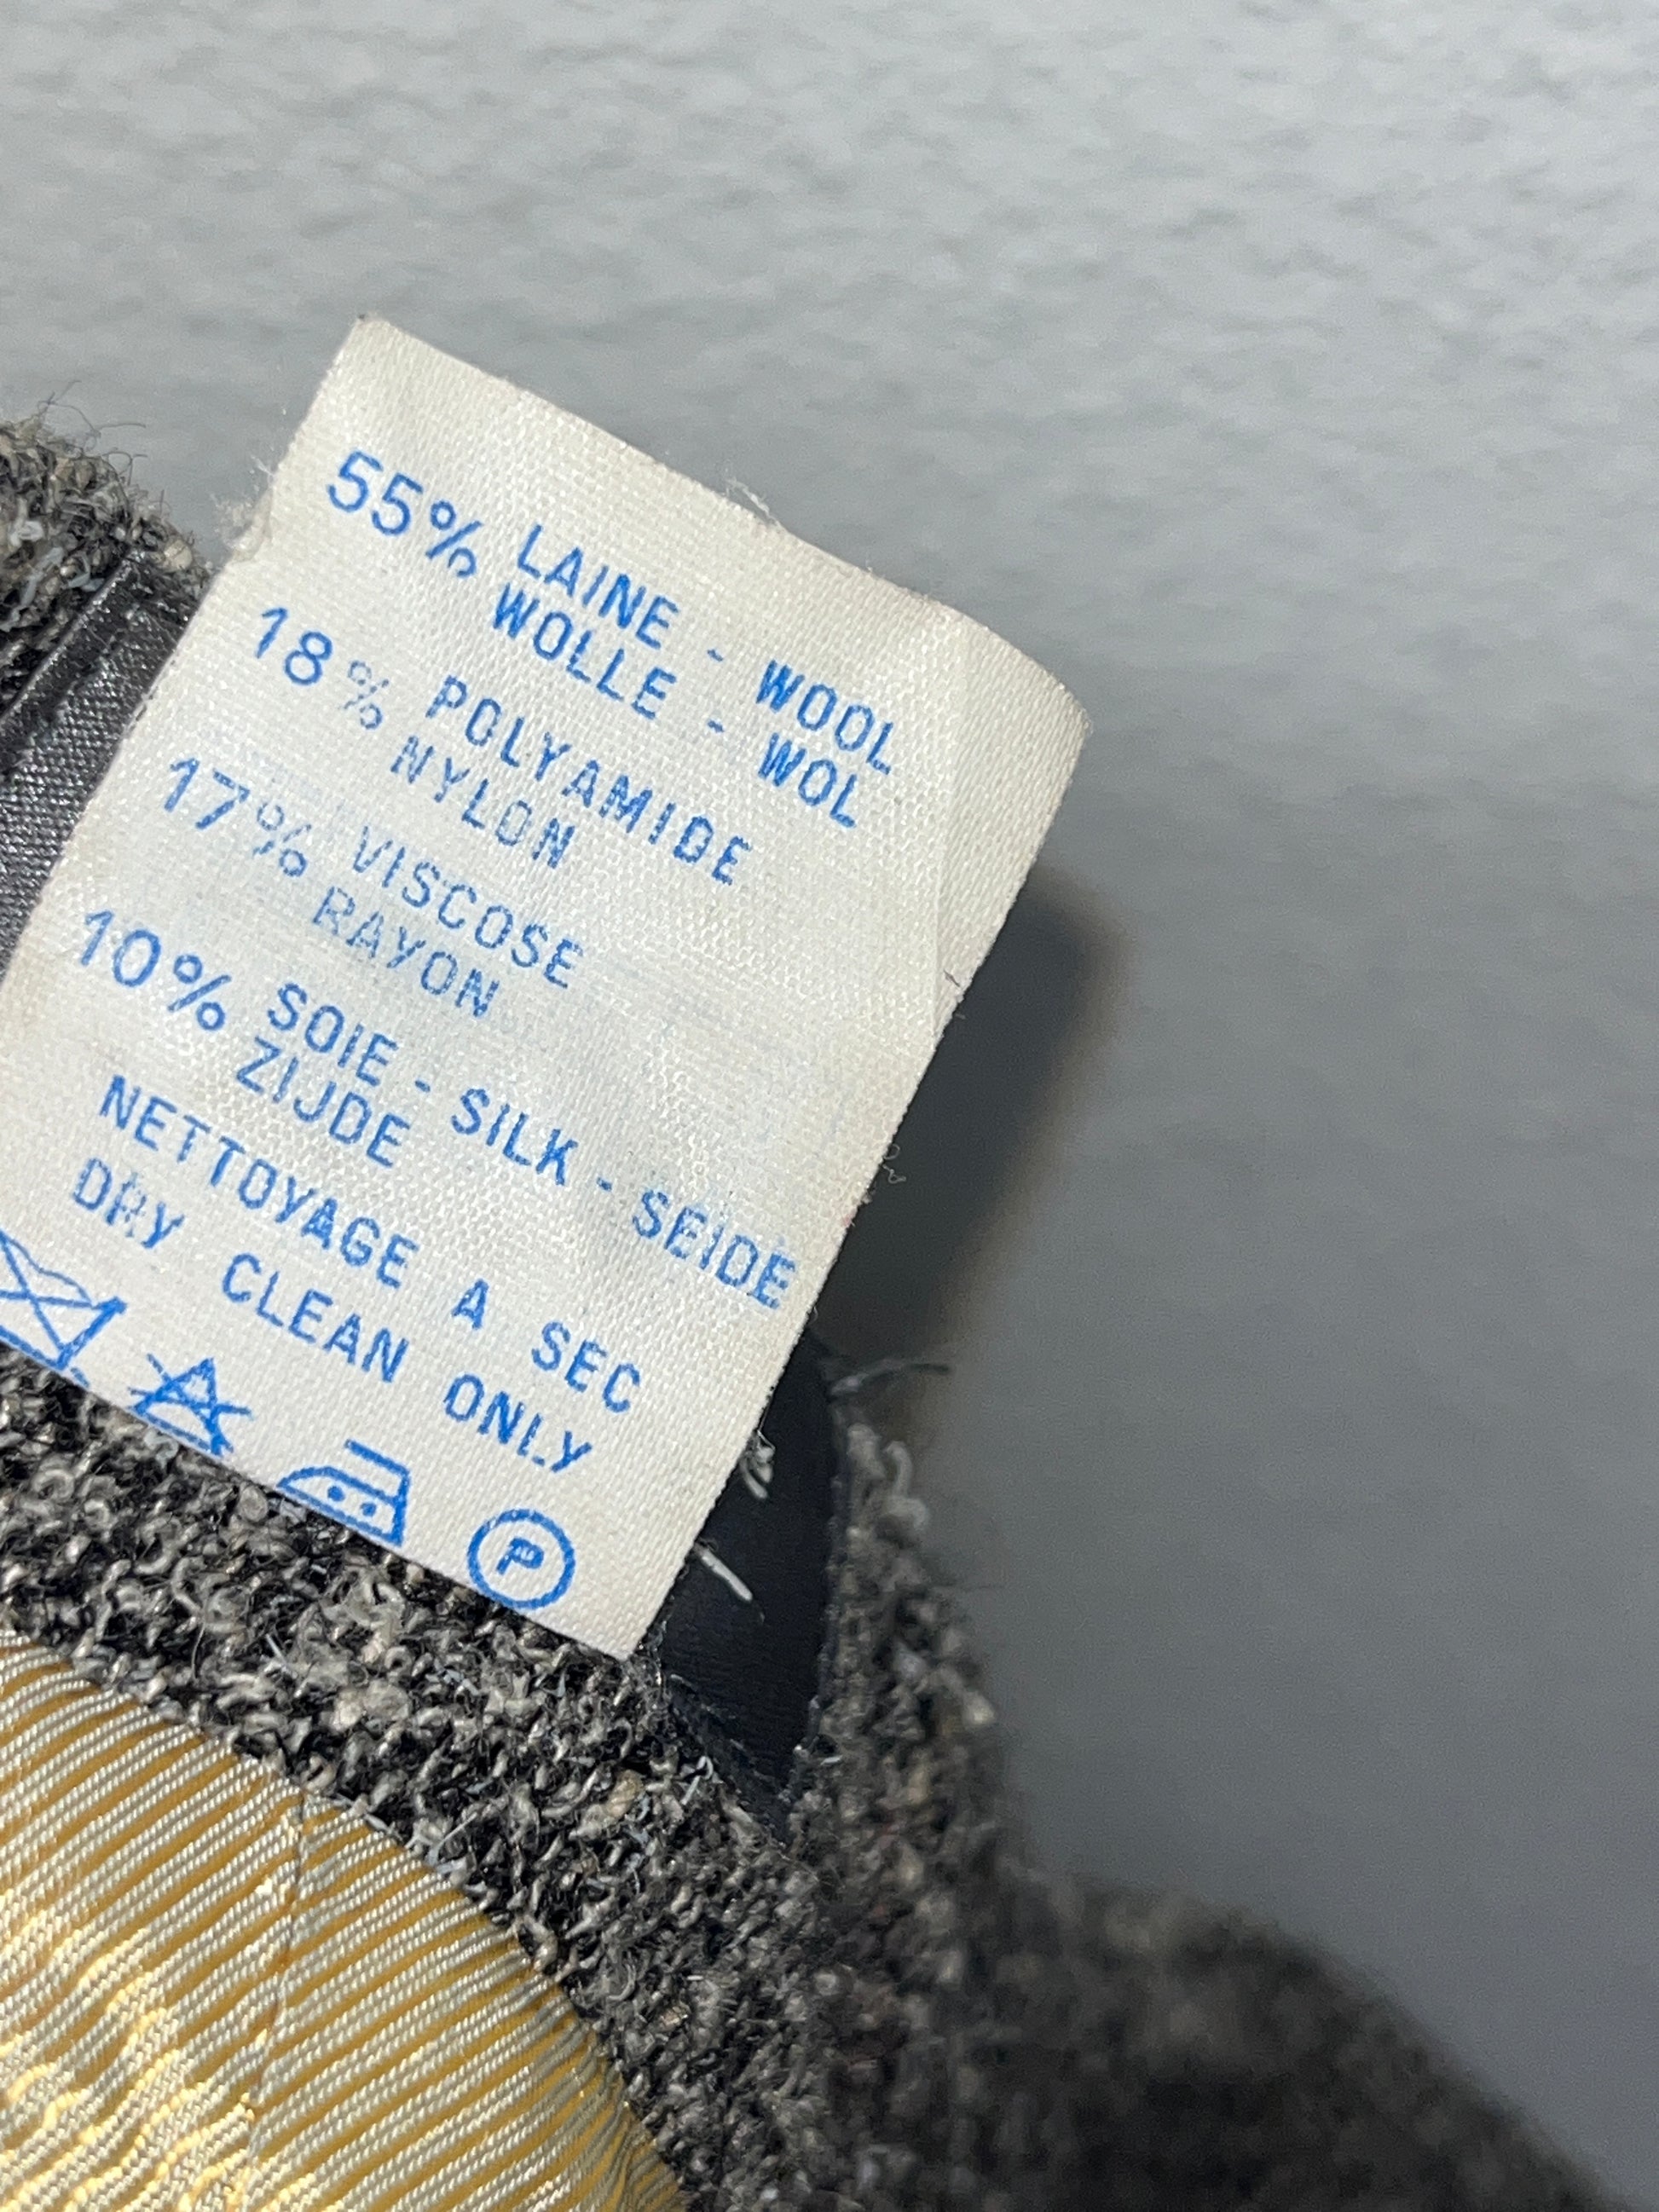 55% LAINE - WOOL
WOLLE - WOL
18% POLYAMIDE
NYLON
17% VISCOSE
RAYON
10% SOIE - SILK - SEIDE
ZIJDE
NETTOYAGE A SEC
DRY CLEAN ONLY
P